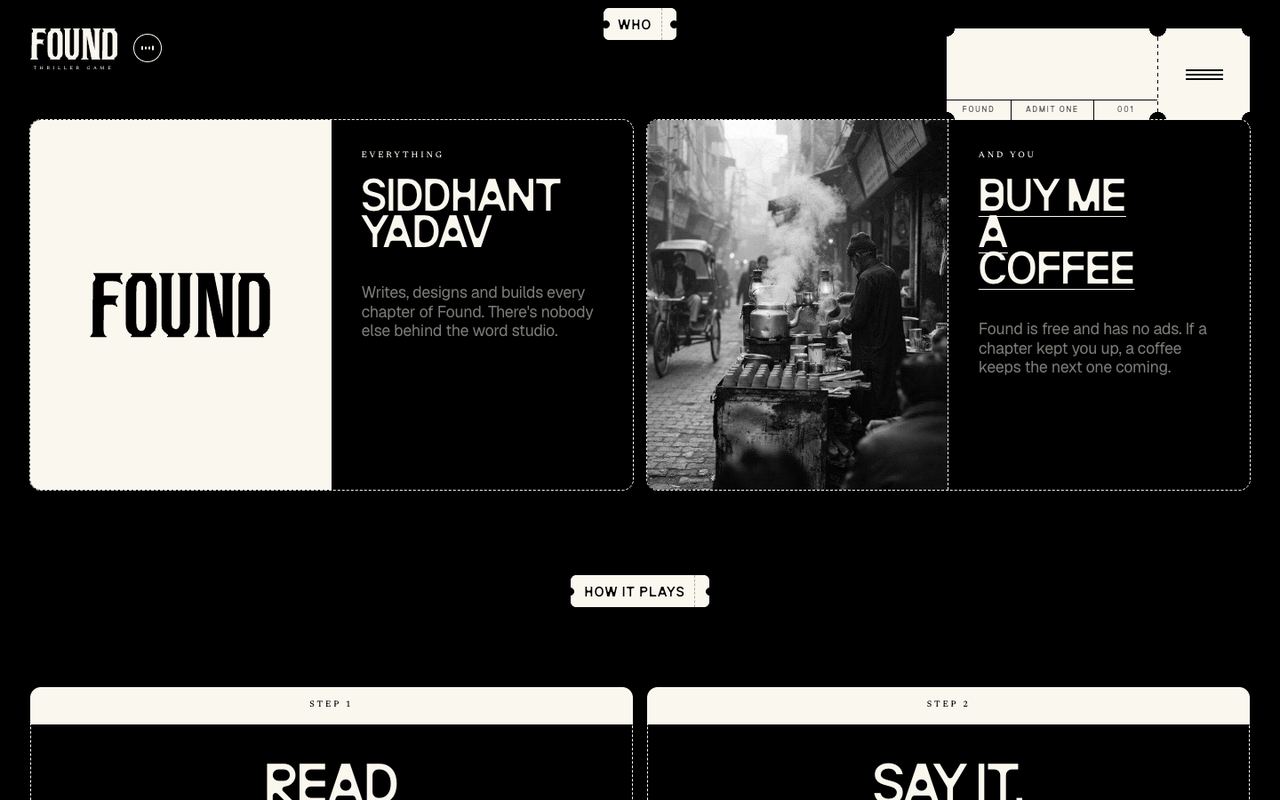 WHO
FOUND
THRILLER GAME
FOUND
ADMIT ONE
001
FOUND
EVERYTHING
SIDDHANT
YADAV
Writes, designs and builds every
chapter of Found. There's nobody
else behind the word studio.
AND YOU
BUY ME
A
COFFEE
Found is free and has no ads. If a
chapter kept you up, a coffee
keeps the next one coming.
HOW IT PLAYS
STEP 1
READ
STEP 2
SAY IT.